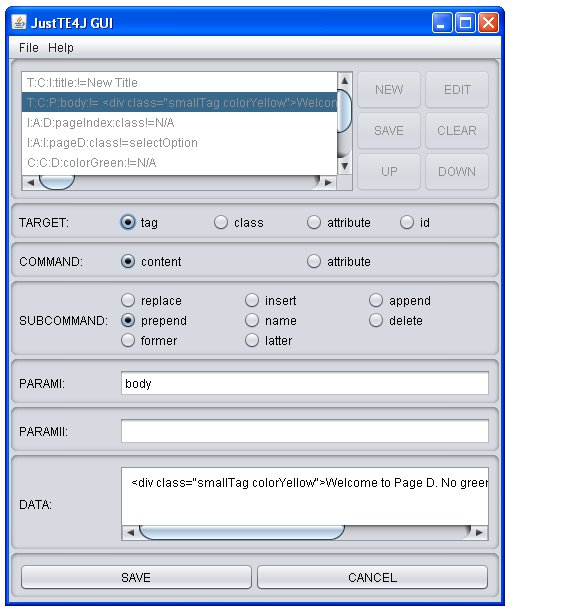 JustTE4J GUI
File Help
T:C:I:title:!=New Title
T:C:P:body:!= <div class="smallTag colorYellow">Welcon
I:A:D:pageIndex:class!=N/A
I:A:I:pageD:class!=selectOption
C:C:D:colorGreen:!=N/A
NEW EDIT
SAVE CLEAR
UP DOWN
TARGET: tag class attribute id
COMMAND: content attribute
replace insert append
SUBCOMMAND: prepend name delete
former latter
PARAMI: body
PARAMII:
DATA: <div class="smallTag colorYellow">Welcome to Page D. No greer
SAVE CANCEL